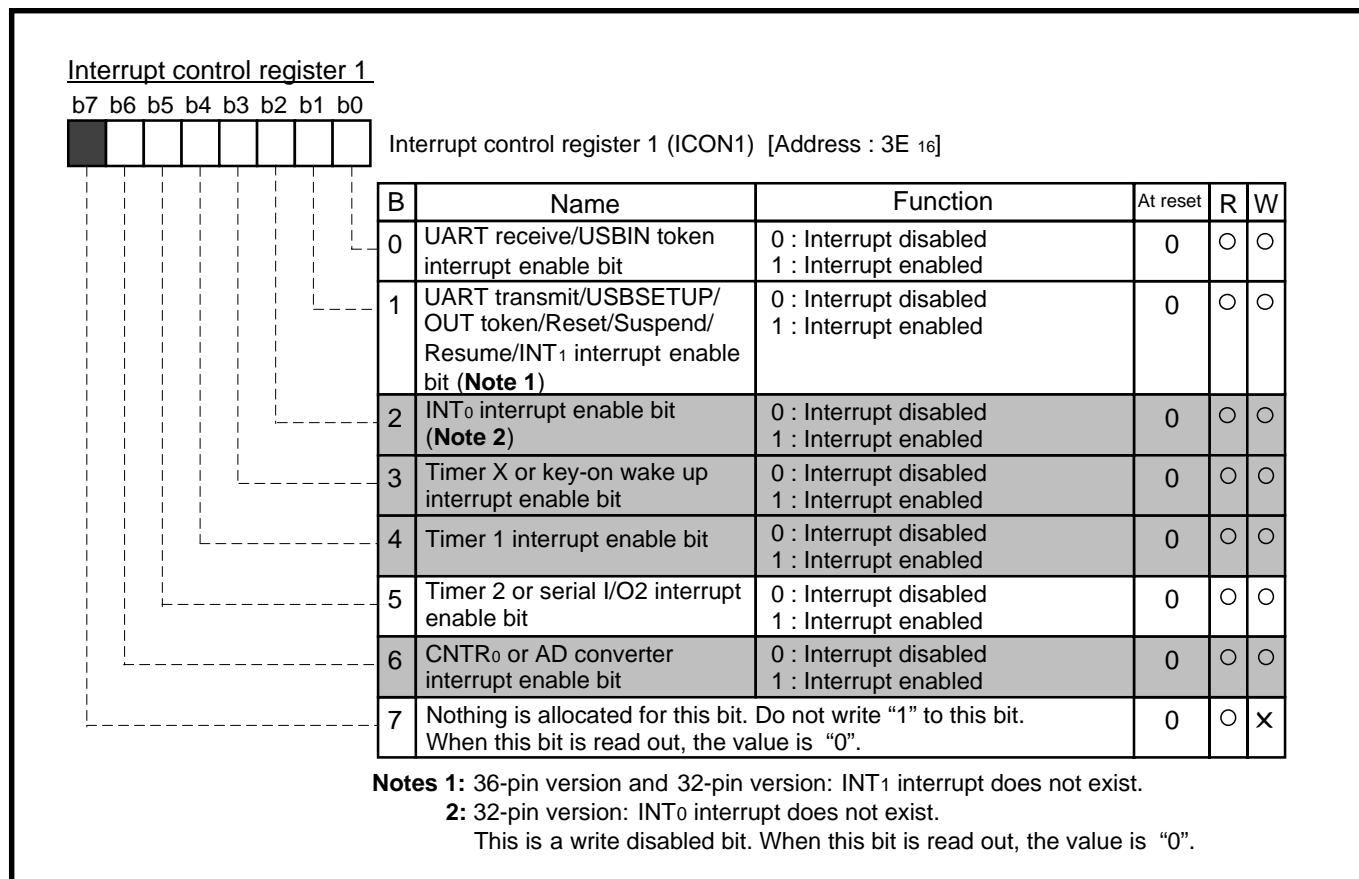 Interrupt control register 1
b7 b6 b5 b4 b3 b2 b1 b0
Interrupt control register 1 (ICON1) [Address : 3E 16]
B Name Function At reset R W
0 UART receive/USBIN token 0 : Interrupt disabled 0 ○ ○
interrupt enable bit 1 : Interrupt enabled
1 UART transmit/USBSETUP/ 0 : Interrupt disabled 0 ○ ○
OUT token/Reset/Suspend/ 1 : Interrupt enabled
Resume/INT1 interrupt enable
bit (Note 1)
2 INT0 interrupt enable bit 0 : Interrupt disabled 0 ○ ○
(Note 2) 1 : Interrupt enabled
3 Timer X or key-on wake up 0 : Interrupt disabled 0 ○ ○
interrupt enable bit 1 : Interrupt enabled
4 Timer 1 interrupt enable bit 0 : Interrupt disabled 0 ○ ○
1 : Interrupt enabled
5 Timer 2 or serial I/O2 interrupt 0 : Interrupt disabled 0 ○ ○
enable bit 1 : Interrupt enabled
6 CNTR0 or AD converter 0 : Interrupt disabled 0 ○ ○
interrupt enable bit 1 : Interrupt enabled
7 Nothing is allocated for this bit. Do not write “1” to this bit. 0 ○ ×
When this bit is read out, the value is “0”.
Notes 1: 36-pin version and 32-pin version: INT1 interrupt does not exist.
2: 32-pin version: INT0 interrupt does not exist.
This is a write disabled bit. When this bit is read out, the value is “0”.